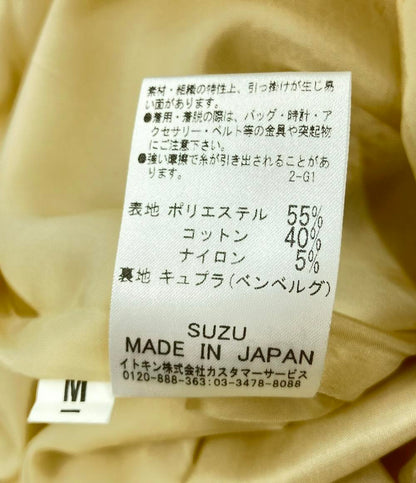 素材・組織の特性上、引っ掛けが生じ易
い面があります。
●着用・着脱の際は、バッグ・時計・ア
クセサリー・ベルト等の金具や突起物
にご注意下さい。
●強い摩擦で糸が引き出されることがあ
ります。 2-G1
表地 ポリエステル 55%
コットン 40%
ナイロン 5%
裏地 キュプラ(ベンベルグ)
SUZU
MADE IN JAPAN
イトキン株式会社カスタマーサービス
0120-888-363:03-3478-8088
M